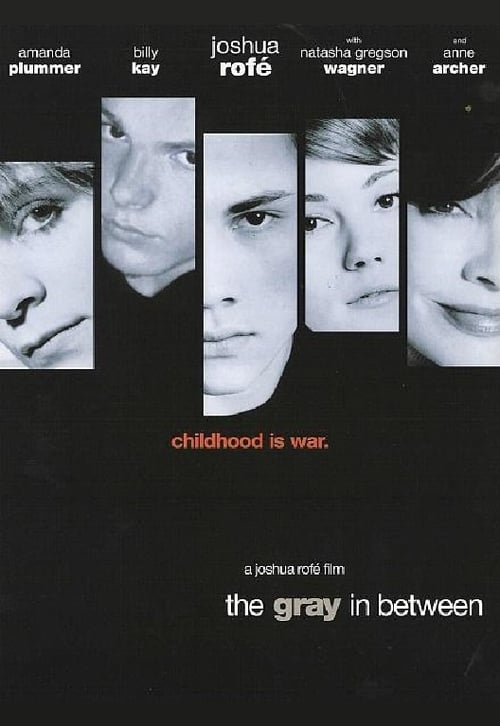 amanda
plummer
billy
kay
joshua
rofé
with
natasha gregson
wagner
and
anne
archer
childhood is war.
a joshua rofé film
the gray in between